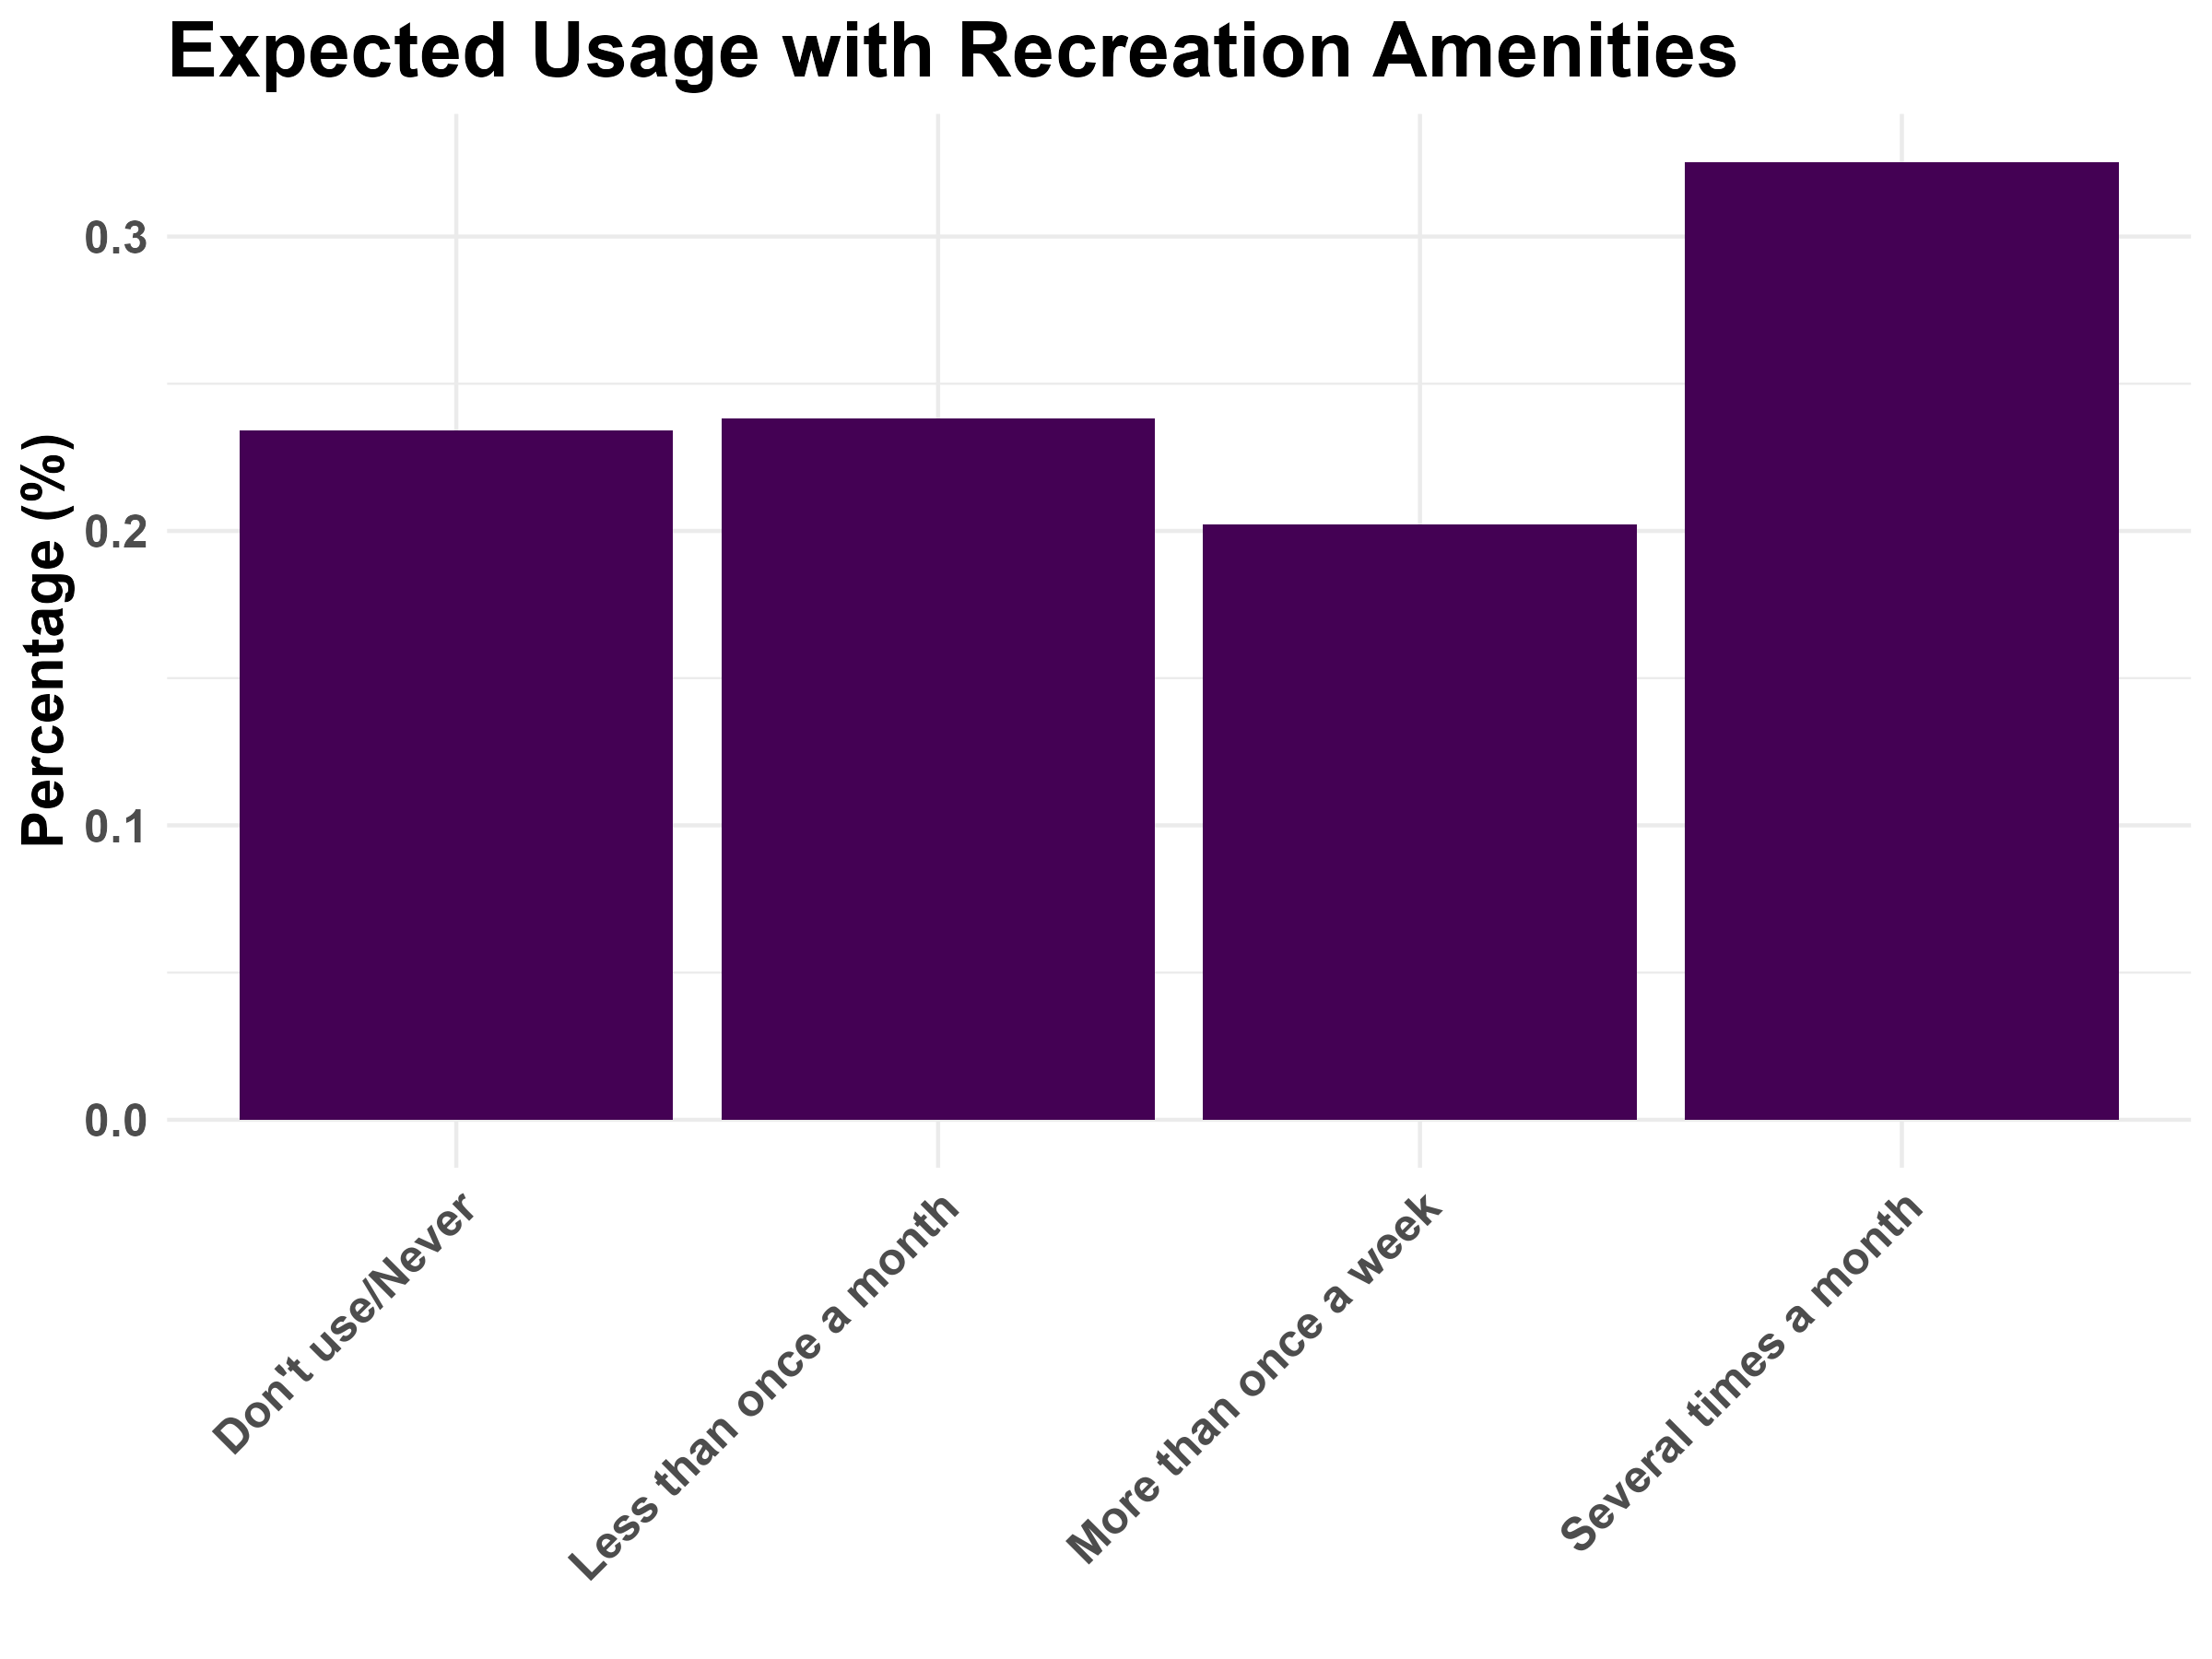 Expected Usage with Recreation Amenities
Percentage (%)
0.3
0.2
0.1
0.0
Don't use/Never
Less than once a month
More than once a week
Several times a month